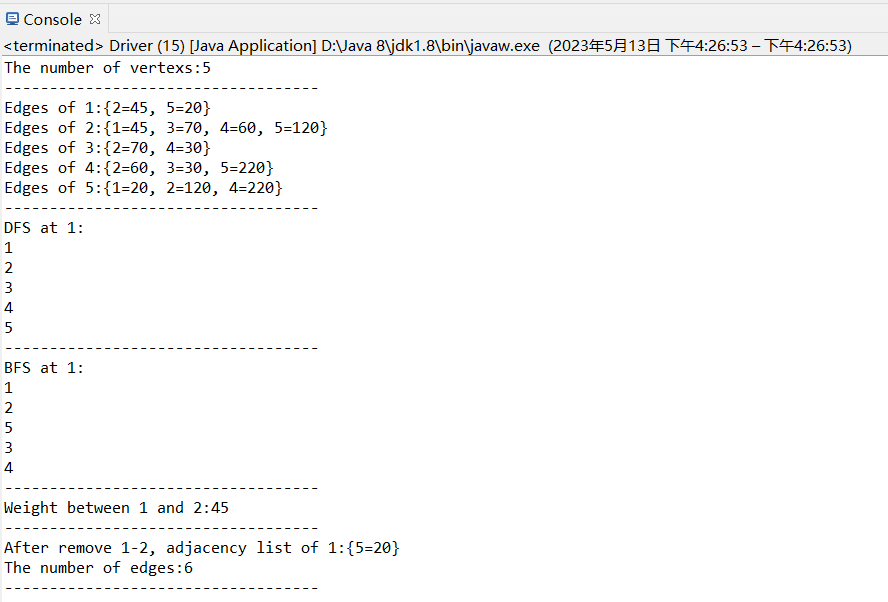 Console
<terminated> Driver (15) [Java Application] D:\Java 8\jdk1.8\bin\javaw.exe (2023年5月13日 下午4:26:53 – 下午4:26:53)
The number of vertexs:5
-----------------------------------
Edges of 1:{2=45, 5=20}
Edges of 2:{1=45, 3=70, 4=60, 5=120}
Edges of 3:{2=70, 4=30}
Edges of 4:{2=60, 3=30, 5=220}
Edges of 5:{1=20, 2=120, 4=220}
-----------------------------------
DFS at 1:
1
2
3
4
5
-----------------------------------
BFS at 1:
1
2
5
3
4
-----------------------------------
Weight between 1 and 2:45
-----------------------------------
After remove 1-2, adjacency list of 1:{5=20}
The number of edges:6
-----------------------------------